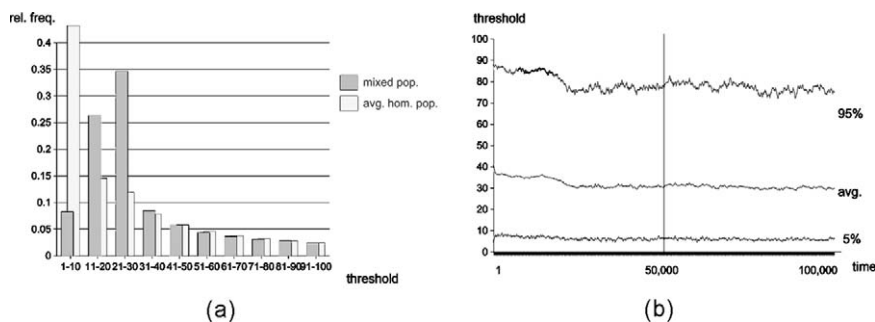 rel. freq.
0.4
0.35
0.3
0.25
0.2
0.15
0.1
0.05
0
1-10 11-20 21-30 31-40 41-50 51-60 61-70 71-80 81-90 91-100
threshold
mixed pop.
avg. hom. pop.
(a)
threshold
100
90
80
70
60
50
40
30
20
10
0
95%
avg.
5%
1 50,000 100,000 time
(b)